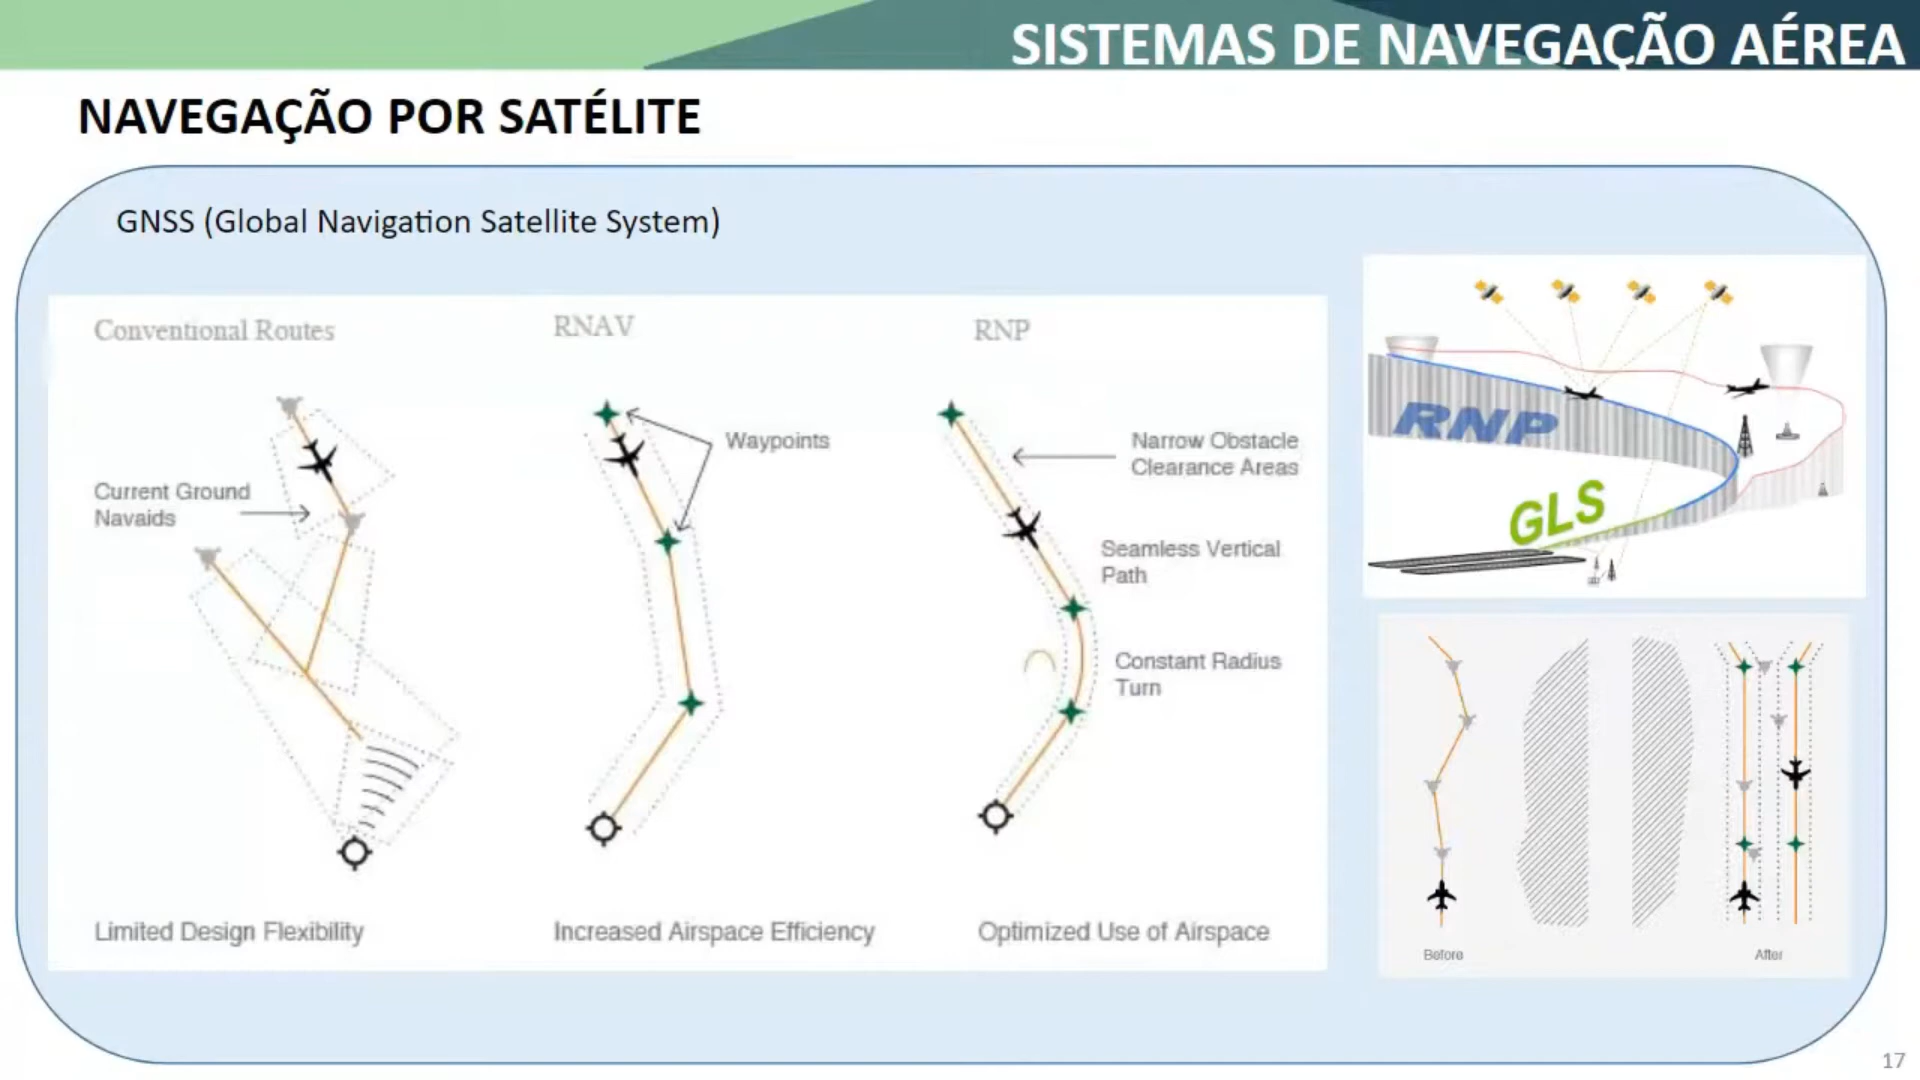 SISTEMAS DE NAVEGAÇÃO AÉREA
NAVEGAÇÃO POR SATÉLITE
GNSS (Global Navigation Satellite System)
Conventional Routes
Current Ground
Navaids
Limited Design Flexibility
RNAV
Waypoints
Increased Airspace Efficiency
RNP
Narrow Obstacle
Clearance Areas
Seamless Vertical
Path
Constant Radius
Turn
Optimized Use of Airspace
RNP
GLS
Before
After
17